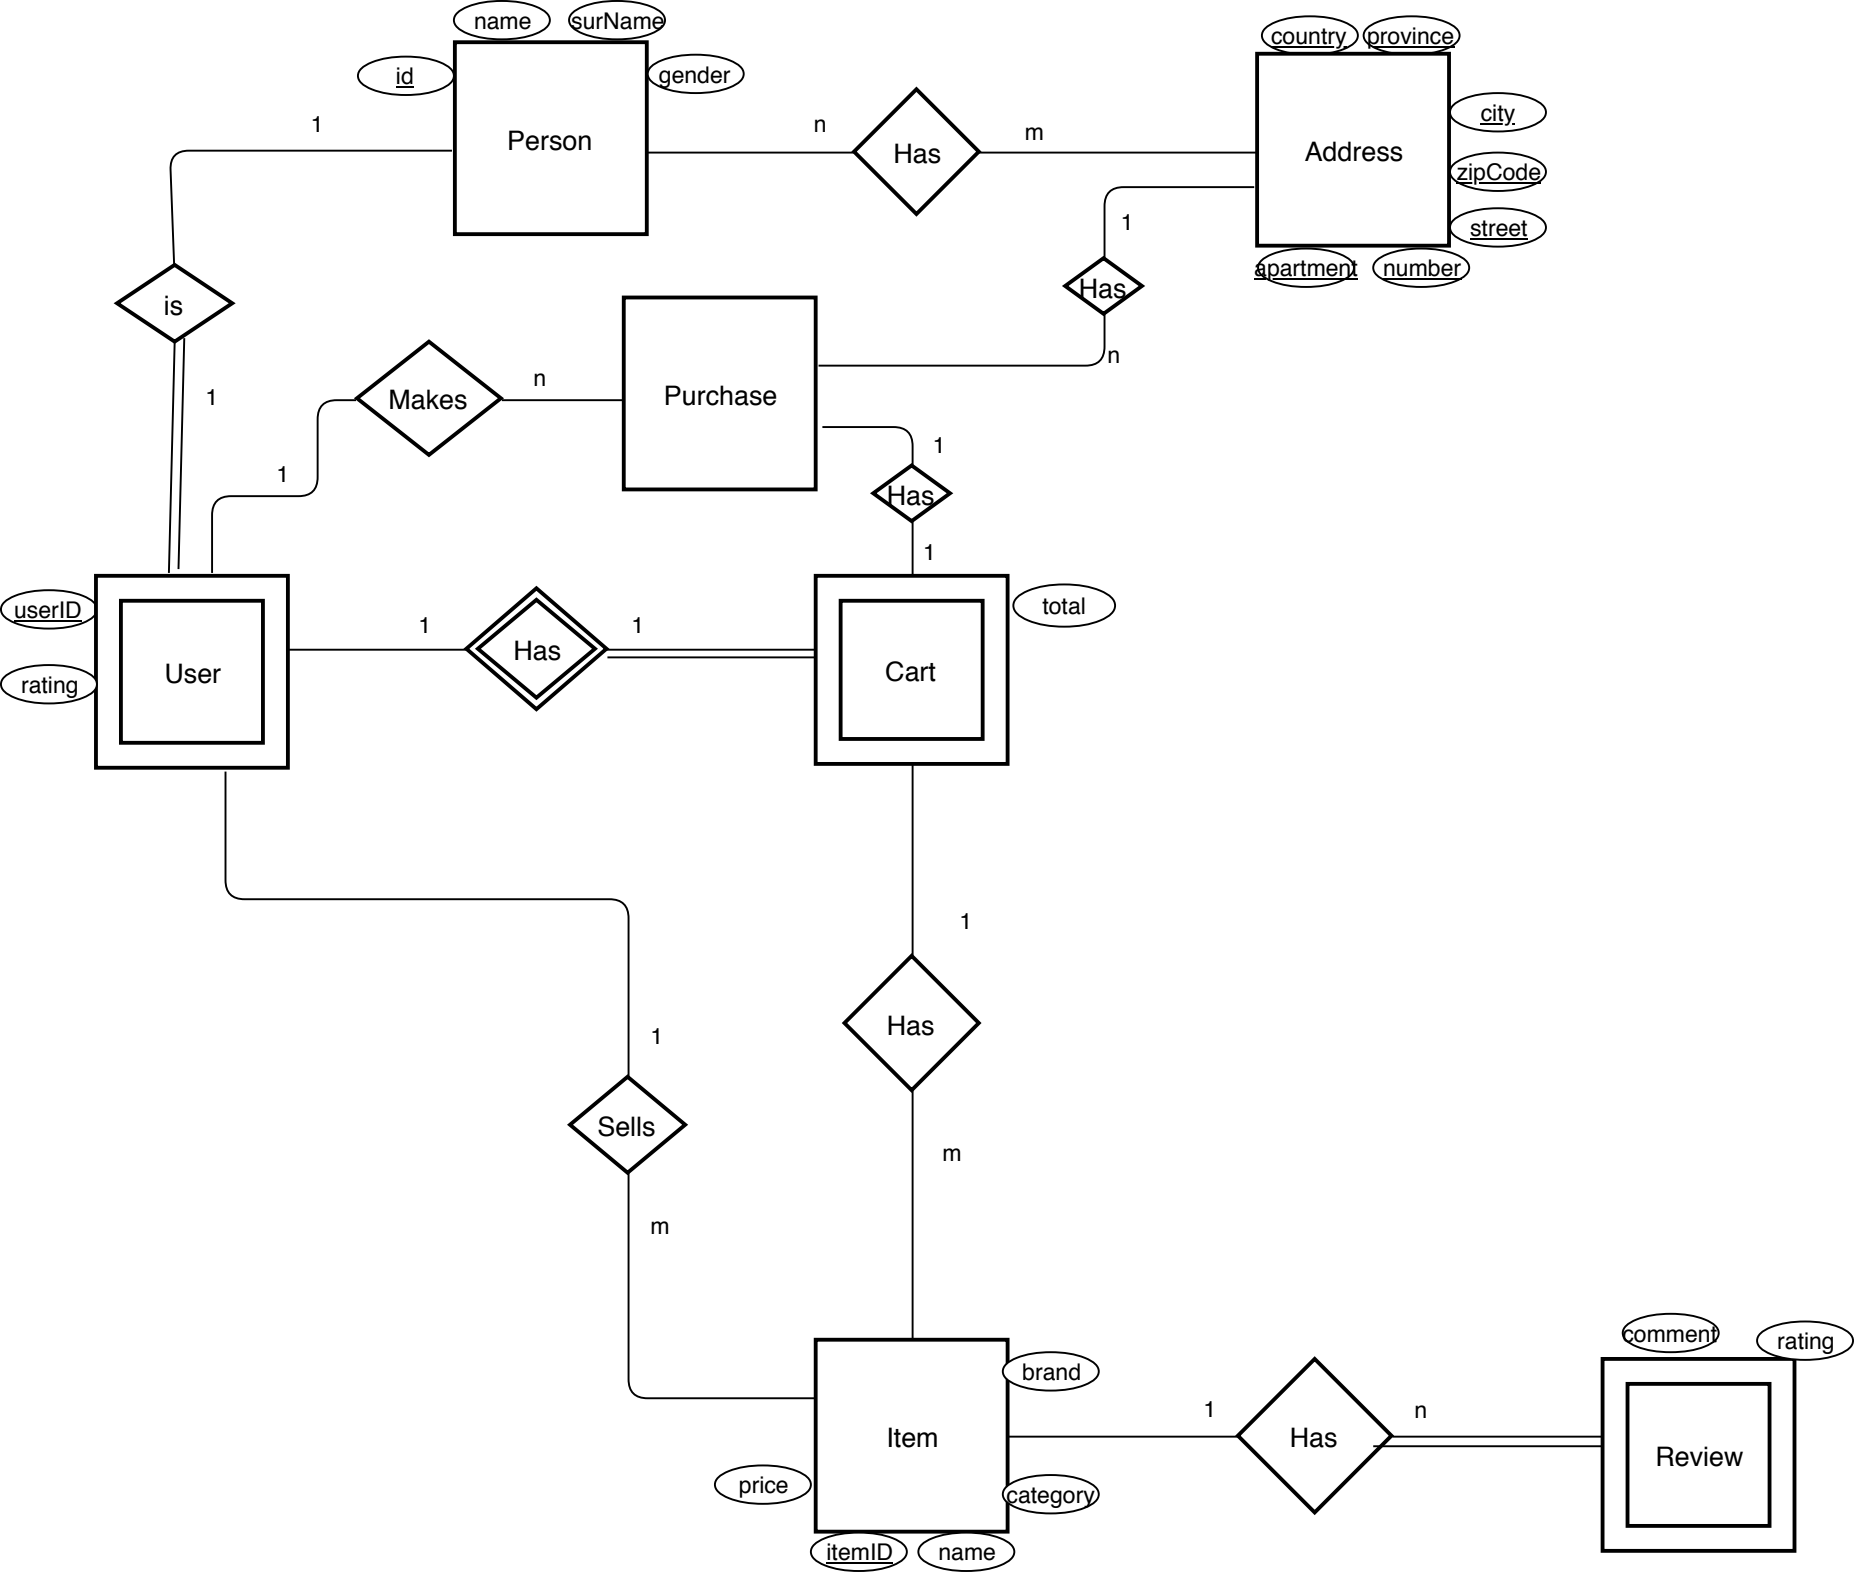 name
surName
id
gender
Person
1
n
Has
m
country
province
city
Address
zipCode
street
apartment
number
1
Has
n
is
1
Makes
n
Purchase
1
1
Has
1
userID
rating
User
1
Has
1
total
Cart
1
Has
m
1
Sells
m
brand
Item
price
category
itemID
name
1
Has
n
comment
rating
Review